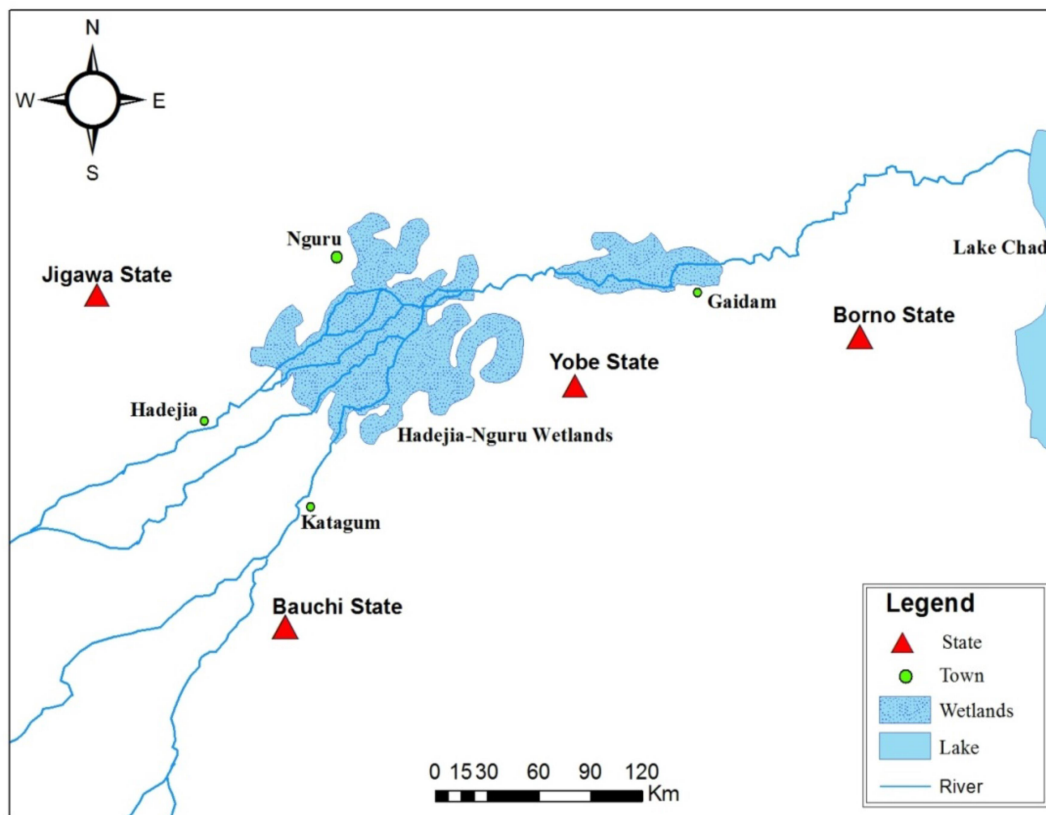 N
W E
S
Nguru
Jigawa State
Lake Chad
Gaidam
Borno State
Yobe State
Hadejia
Hadejia-Nguru Wetlands
Katagum
Bauchi State
Legend
State
Town
Wetlands
Lake
River
0 15 30 60 90 120
Km